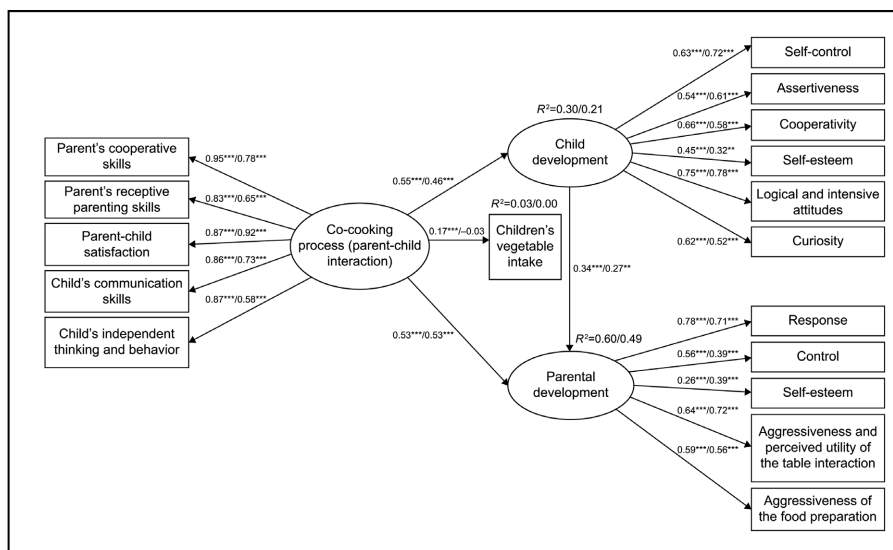 Parent's cooperative
skills
Parent's receptive
parenting skills
Parent-child
satisfaction
Child's communication
skills
Child's independent
thinking and behavior
0.95***/0.78***
0.83***/0.65***
0.87***/0.92***
0.86***/0.73***
0.87***/0.58***
Co-cooking
process (parent-child
interaction)
0.55***/0.46***
0.17***/–0.03
0.53***/0.53***
R²=0.30/0.21
Child
development
R²=0.03/0.00
Children's
vegetable
intake
0.34***/0.27**
R²=0.60/0.49
Parental
development
0.63***/0.72***
0.54***/0.61***
0.66***/0.58***
0.45***/0.32**
0.75***/0.78***
0.62***/0.52***
Self-control
Assertiveness
Cooperativity
Self-esteem
Logical and intensive
attitudes
Curiosity
0.78***/0.71***
0.56***/0.39***
0.26***/0.39***
0.64***/0.72***
0.59***/0.56***
Response
Control
Self-esteem
Aggressiveness and
perceived utility of
the table interaction
Aggressiveness of
the food preparation